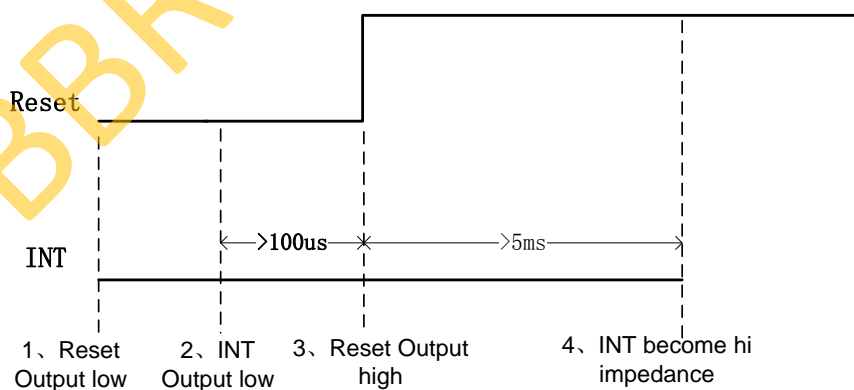 BBR
Reset
>100us
>5ms
INT
1、Reset Output low
2、INT Output low
3、Reset Output high
4、INT become hi impedance